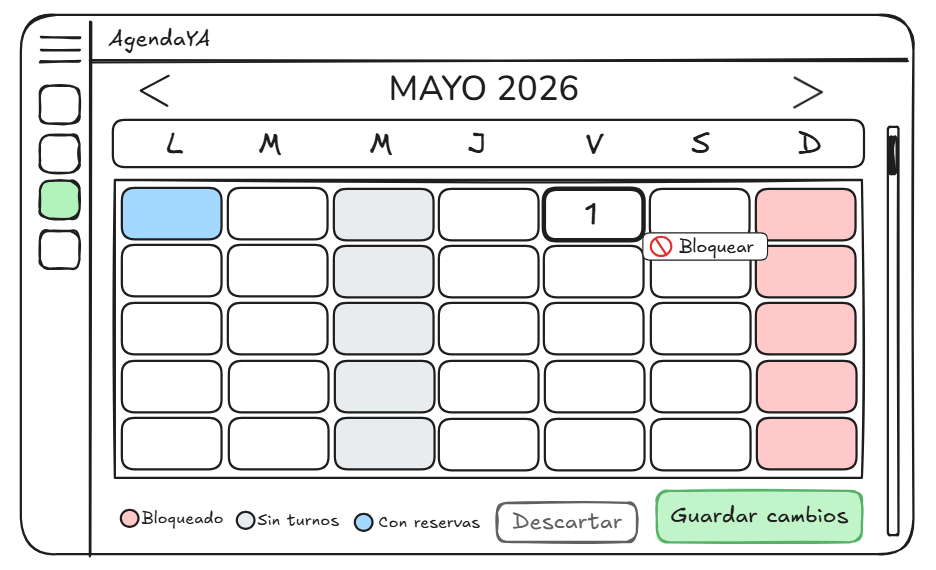 AgendaYA
MAYO 2026
L M M J V S D
1
Bloquear
Bloqueado Sin turnos Con reservas Descartar Guardar cambios